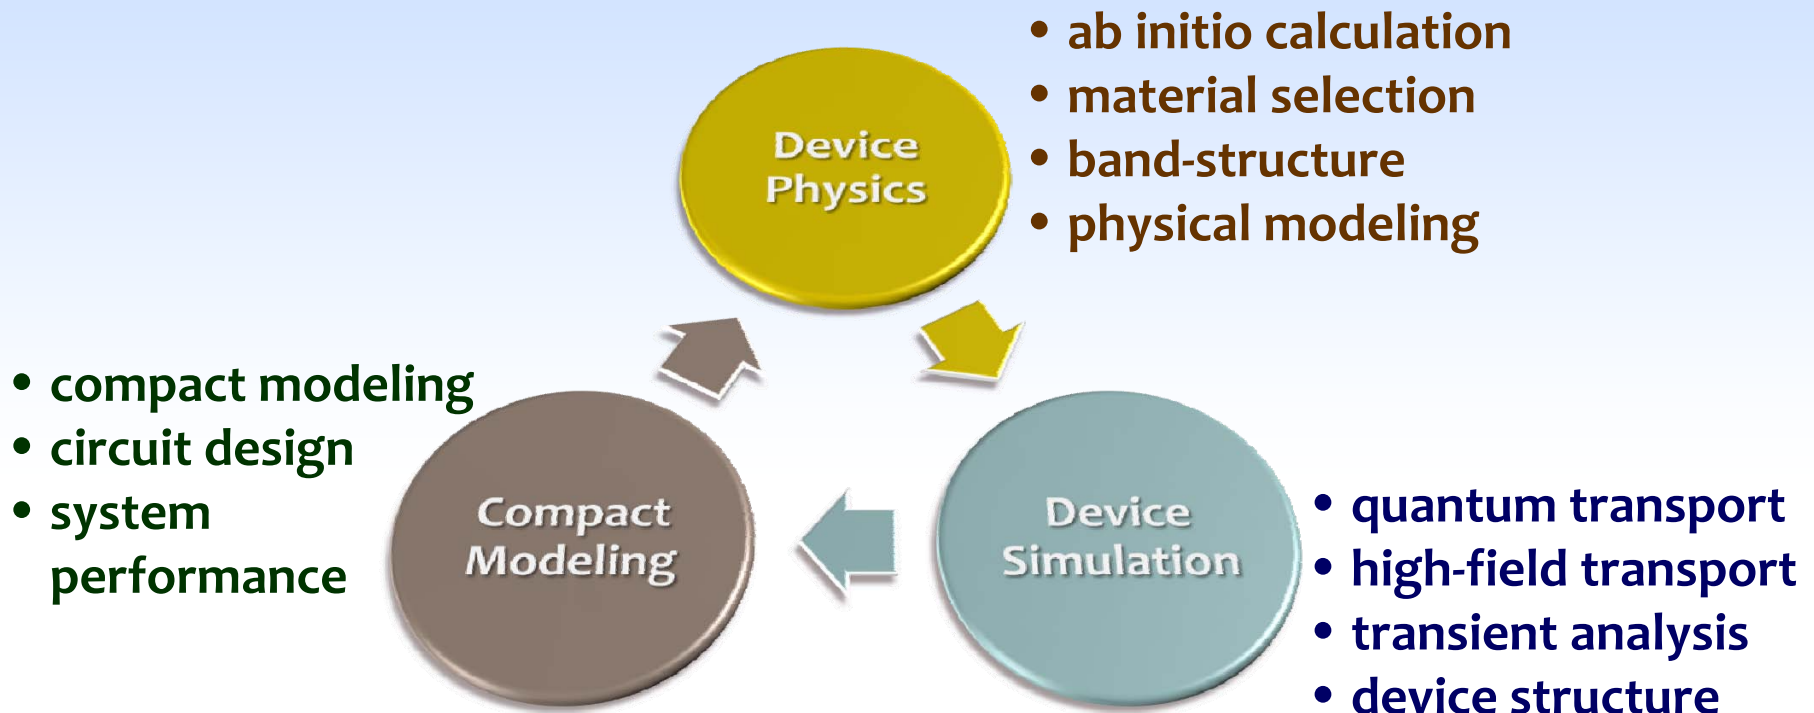 • ab initio calculation
• material selection
• band-structure
• physical modeling
Device
Physics
• compact modeling
• circuit design
• system
performance
Compact
Modeling
Device
Simulation
• quantum transport
• high-field transport
• transient analysis
• device structure